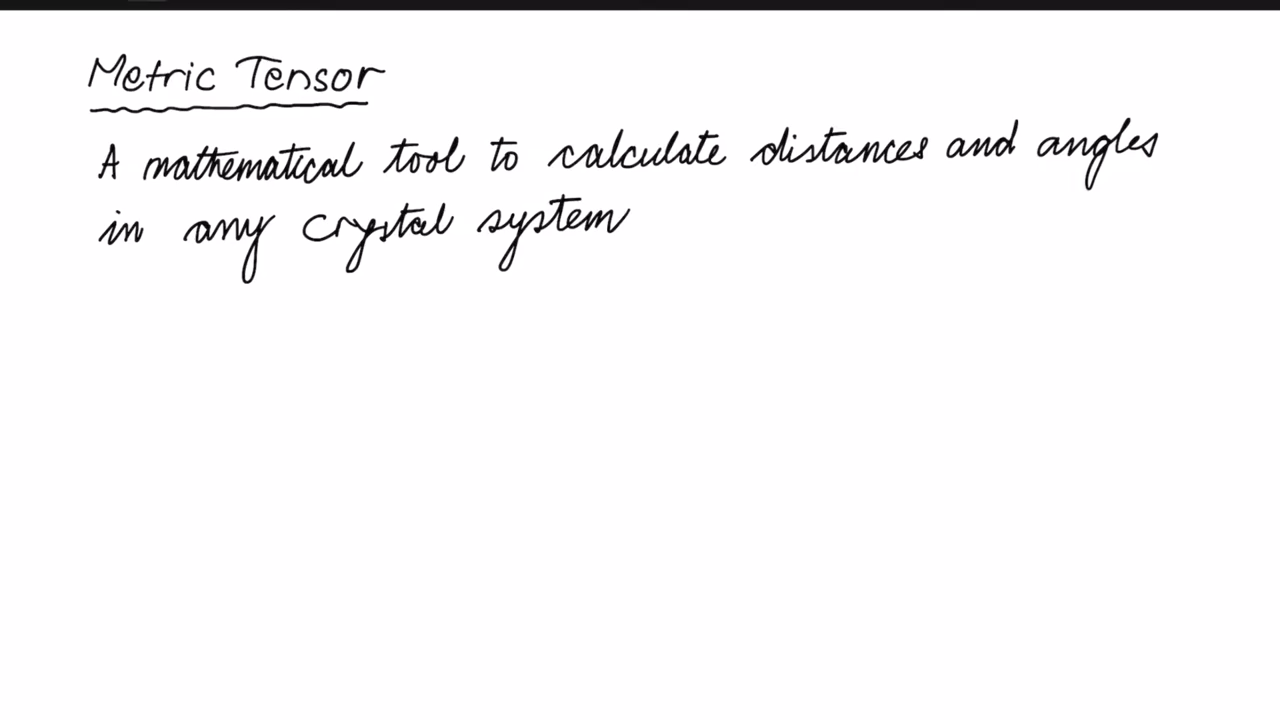 Metric Tensor
A mathematical tool to calculate distances and angles
in any crystal system